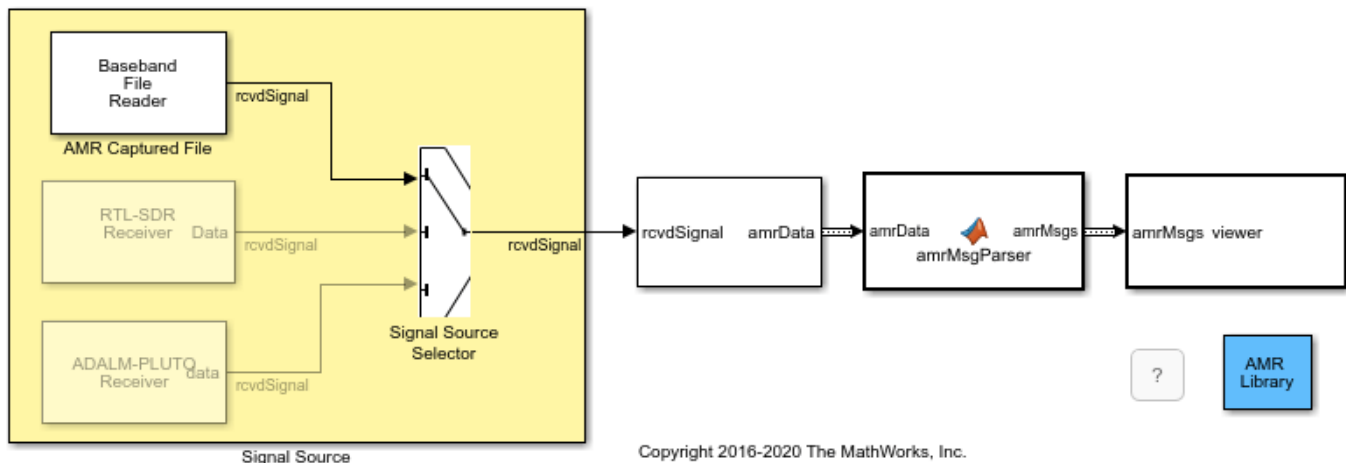 Baseband
File
Reader
rcvdSignal
AMR Captured File
RTL-SDR
Receiver
Data
rcvdSignal
ADALM-PLUTO
Receiver
data
rcvdSignal
Signal Source
Selector
rcvdSignal
Signal Source
rcvdSignal amrData
amrData amrMsgs
amrMsgParser
amrMsgs viewer
?
AMR
Library
Copyright 2016-2020 The MathWorks, Inc.